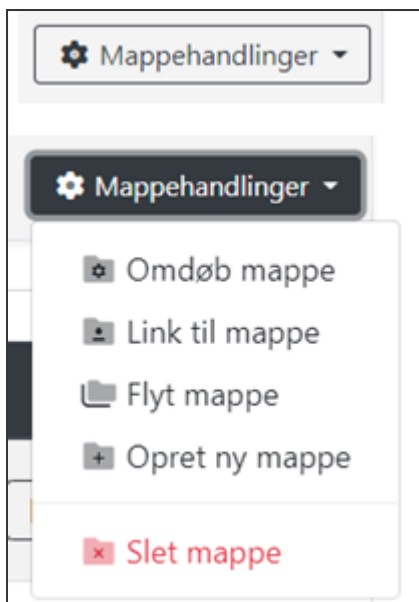 Mappehandlinger
Mappehandlinger
Omdøb mappe
Link til mappe
Flyt mappe
Opret ny mappe
Slet mappe